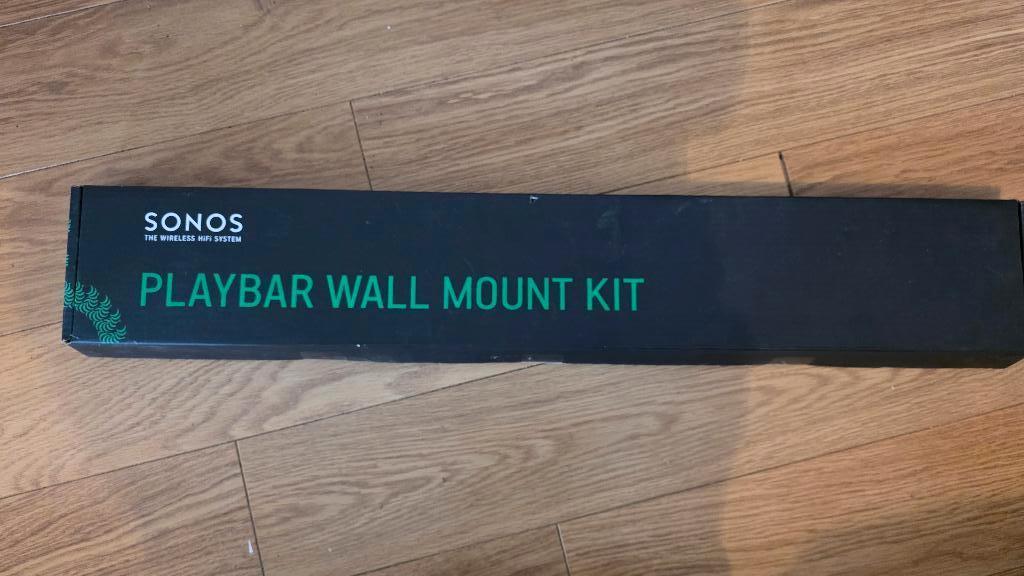 SONOS
THE WIRELESS HiFi SYSTEM
PLAYBAR WALL MOUNT KIT